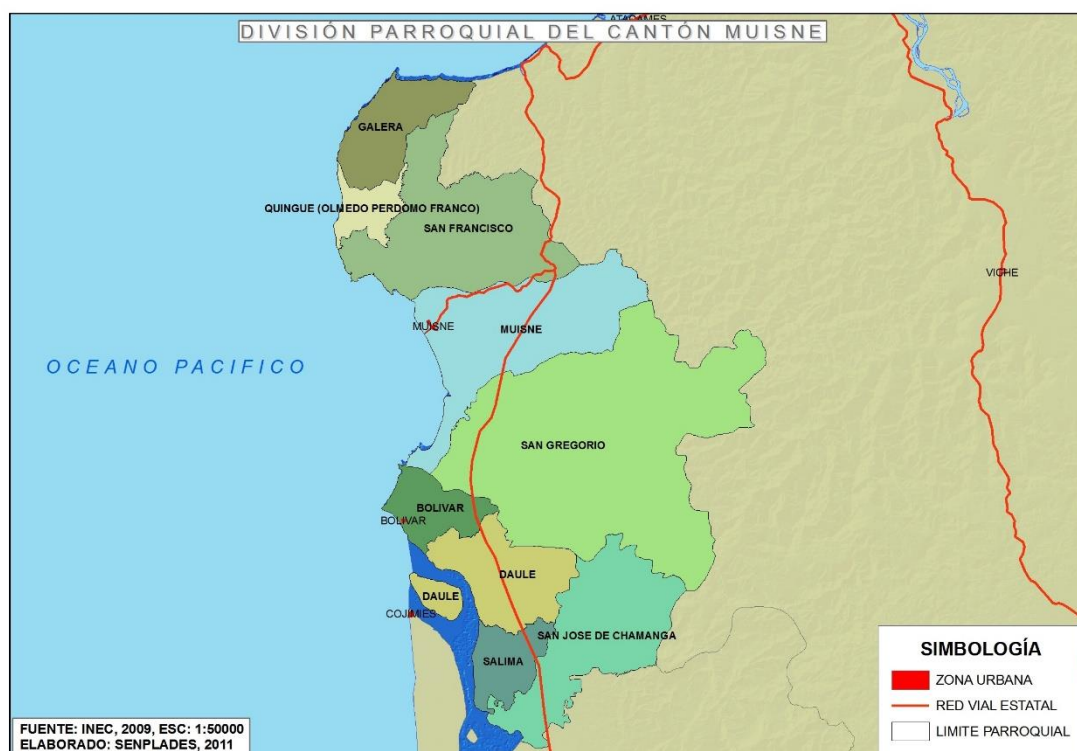 ATACAMES
DIVISIÓN PARROQUIAL DEL CANTÓN MUISNE
GALERA
QUINGUE (OLMEDO PERDOMO FRANCO)
SAN FRANCISCO
VICHE
MUISNE
MUISNE
OCEANO PACIFICO
SAN GREGORIO
BOLIVAR
BOLIVAR
DAULE
DAULE
COJIMIES
SAN JOSE DE CHAMANGA
SALIMA
SIMBOLOGÍA
ZONA URBANA
RED VIAL ESTATAL
LIMITE PARROQUIAL
FUENTE: INEC, 2009, ESC: 1:50000
ELABORADO: SENPLADES, 2011